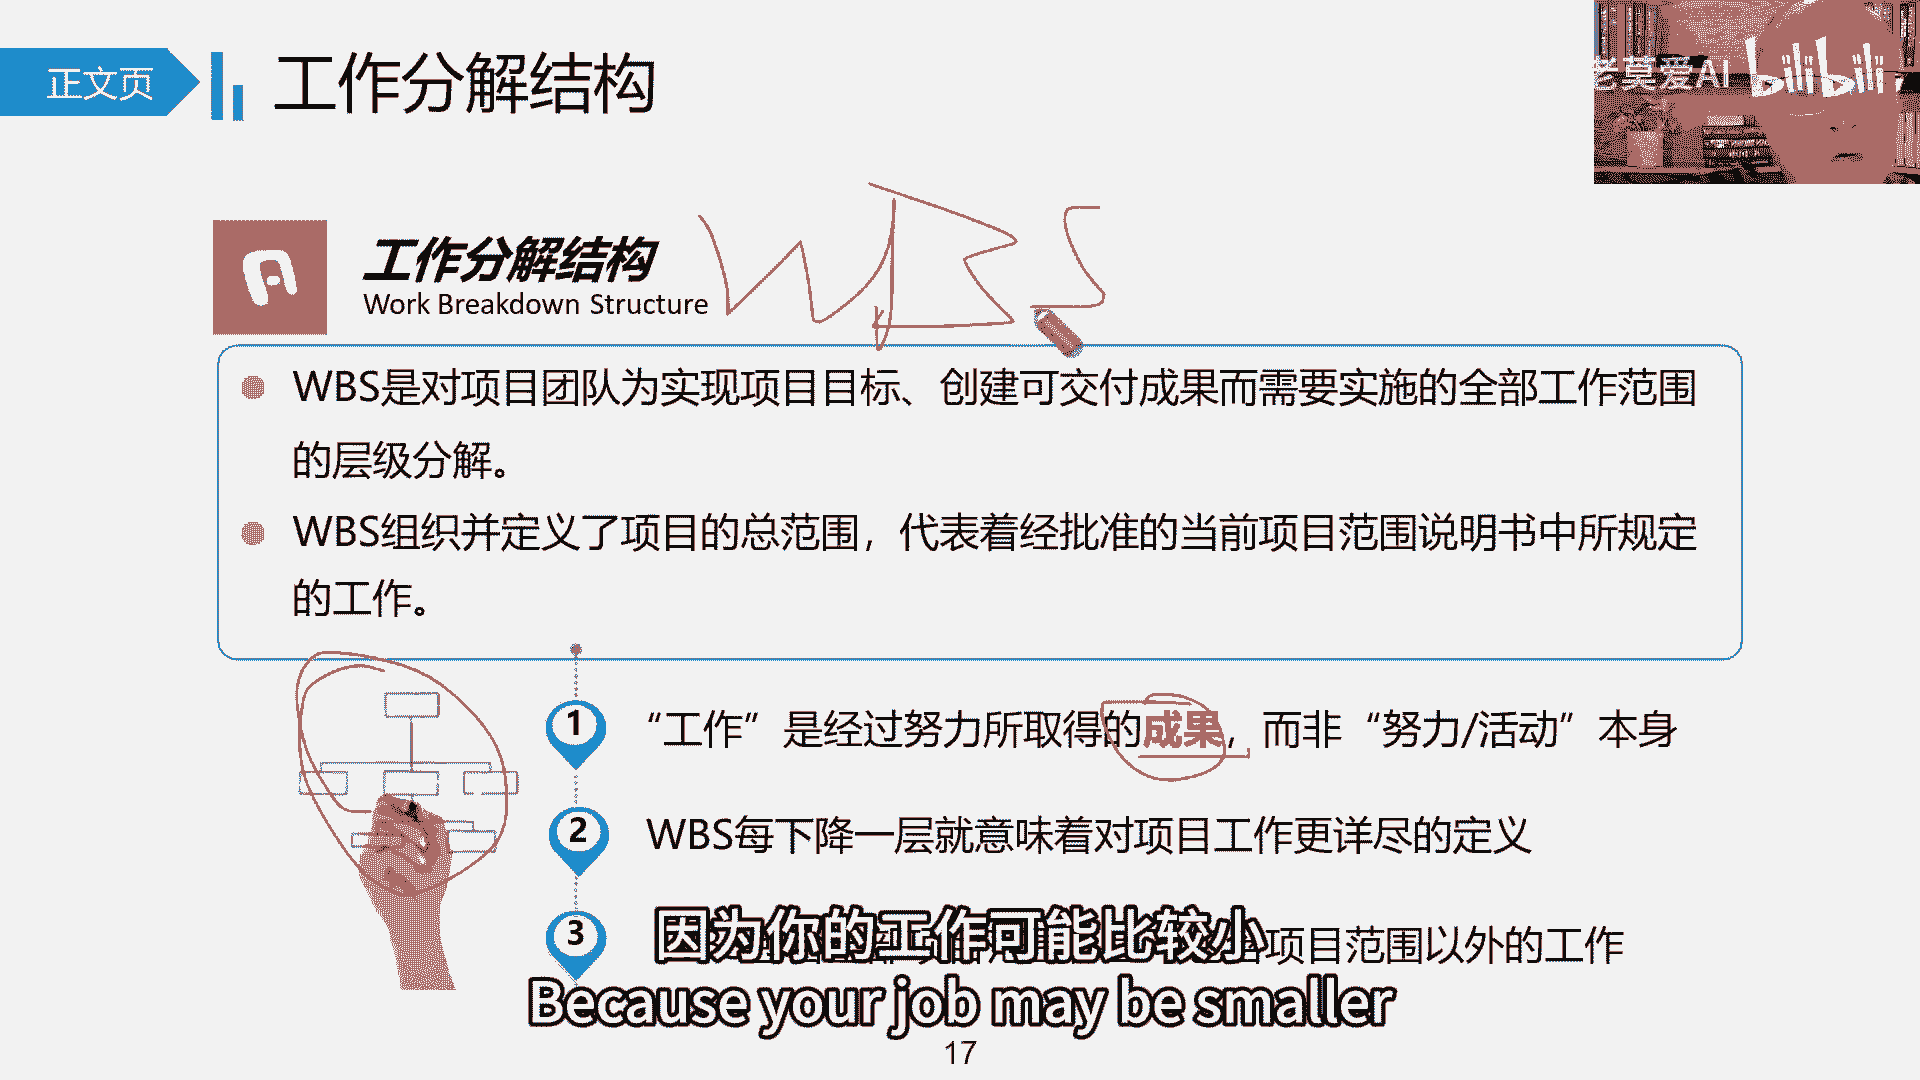 正文页
工作分解结构
老莫爱AI bilibili
工作分解结构
WBS
Work Breakdown Structure
WBS是对项目团队为实现项目目标、创建可交付成果而需要实施的全部工作范围
的层级分解。
WBS组织并定义了项目的总范围，代表着经批准的当前项目范围说明书中所规定
的工作。
1 “工作”是经过努力所取得的成果，而非“努力/活动”本身
2 WBS每下降一层就意味着对项目工作更详尽的定义
3 项目范围以外的工作
因为你的工作可能比较小
Because your job may be smaller
17